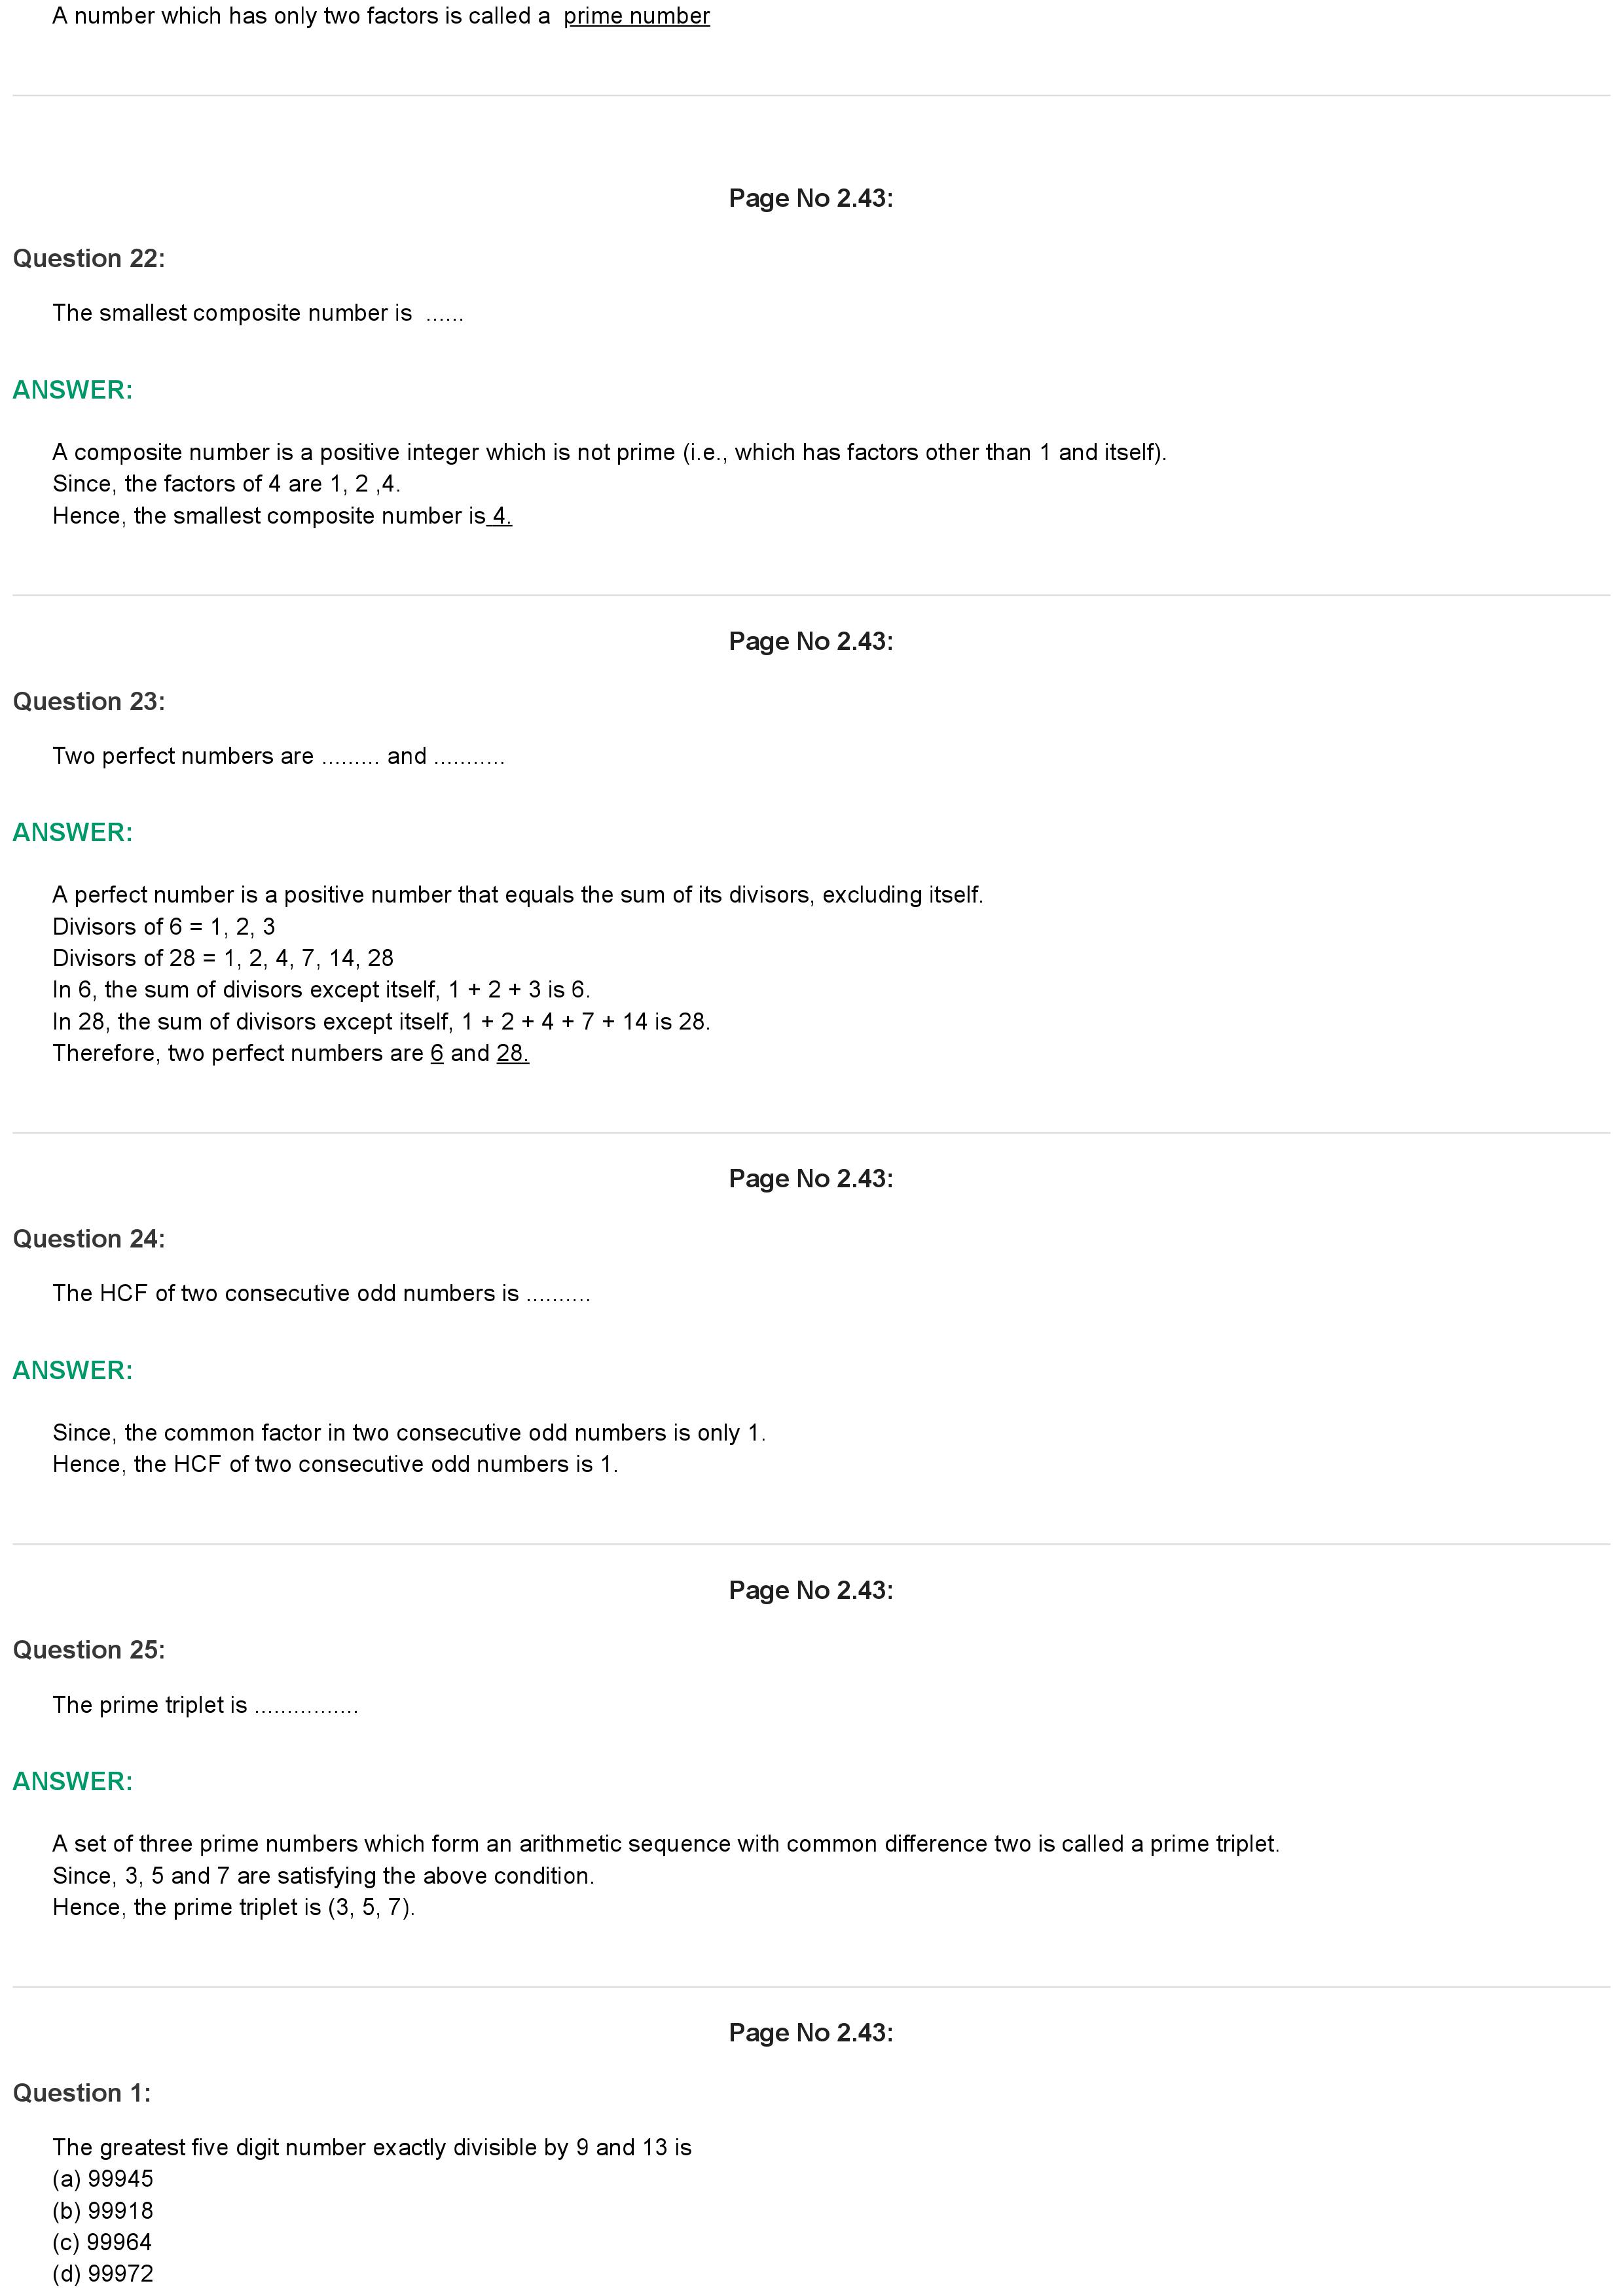 A number which has only two factors is called a  prime number
Page No 2.43:
Question 22:
The smallest composite number is  ......
ANSWER:
A composite number is a positive integer which is not prime (i.e., which has factors other than 1 and itself).
Since, the factors of 4 are 1, 2 ,4.
Hence, the smallest composite number is 4.
Page No 2.43:
Question 23:
Two perfect numbers are ......... and ...........
ANSWER:
A perfect number is a positive number that equals the sum of its divisors, excluding itself.
Divisors of 6 = 1, 2, 3
Divisors of 28 = 1, 2, 4, 7, 14, 28
In 6, the sum of divisors except itself, 1 + 2 + 3 is 6.
In 28, the sum of divisors except itself, 1 + 2 + 4 + 7 + 14 is 28.
Therefore, two perfect numbers are 6 and 28.
Page No 2.43:
Question 24:
The HCF of two consecutive odd numbers is ..........
ANSWER:
Since, the common factor in two consecutive odd numbers is only 1.
Hence, the HCF of two consecutive odd numbers is 1.
Page No 2.43:
Question 25:
The prime triplet is ................
ANSWER:
A set of three prime numbers which form an arithmetic sequence with common difference two is called a prime triplet.
Since, 3, 5 and 7 are satisfying the above condition.
Hence, the prime triplet is (3, 5, 7).
Page No 2.43:
Question 1:
The greatest five digit number exactly divisible by 9 and 13 is
(a) 99945
(b) 99918
(c) 99964
(d) 99972